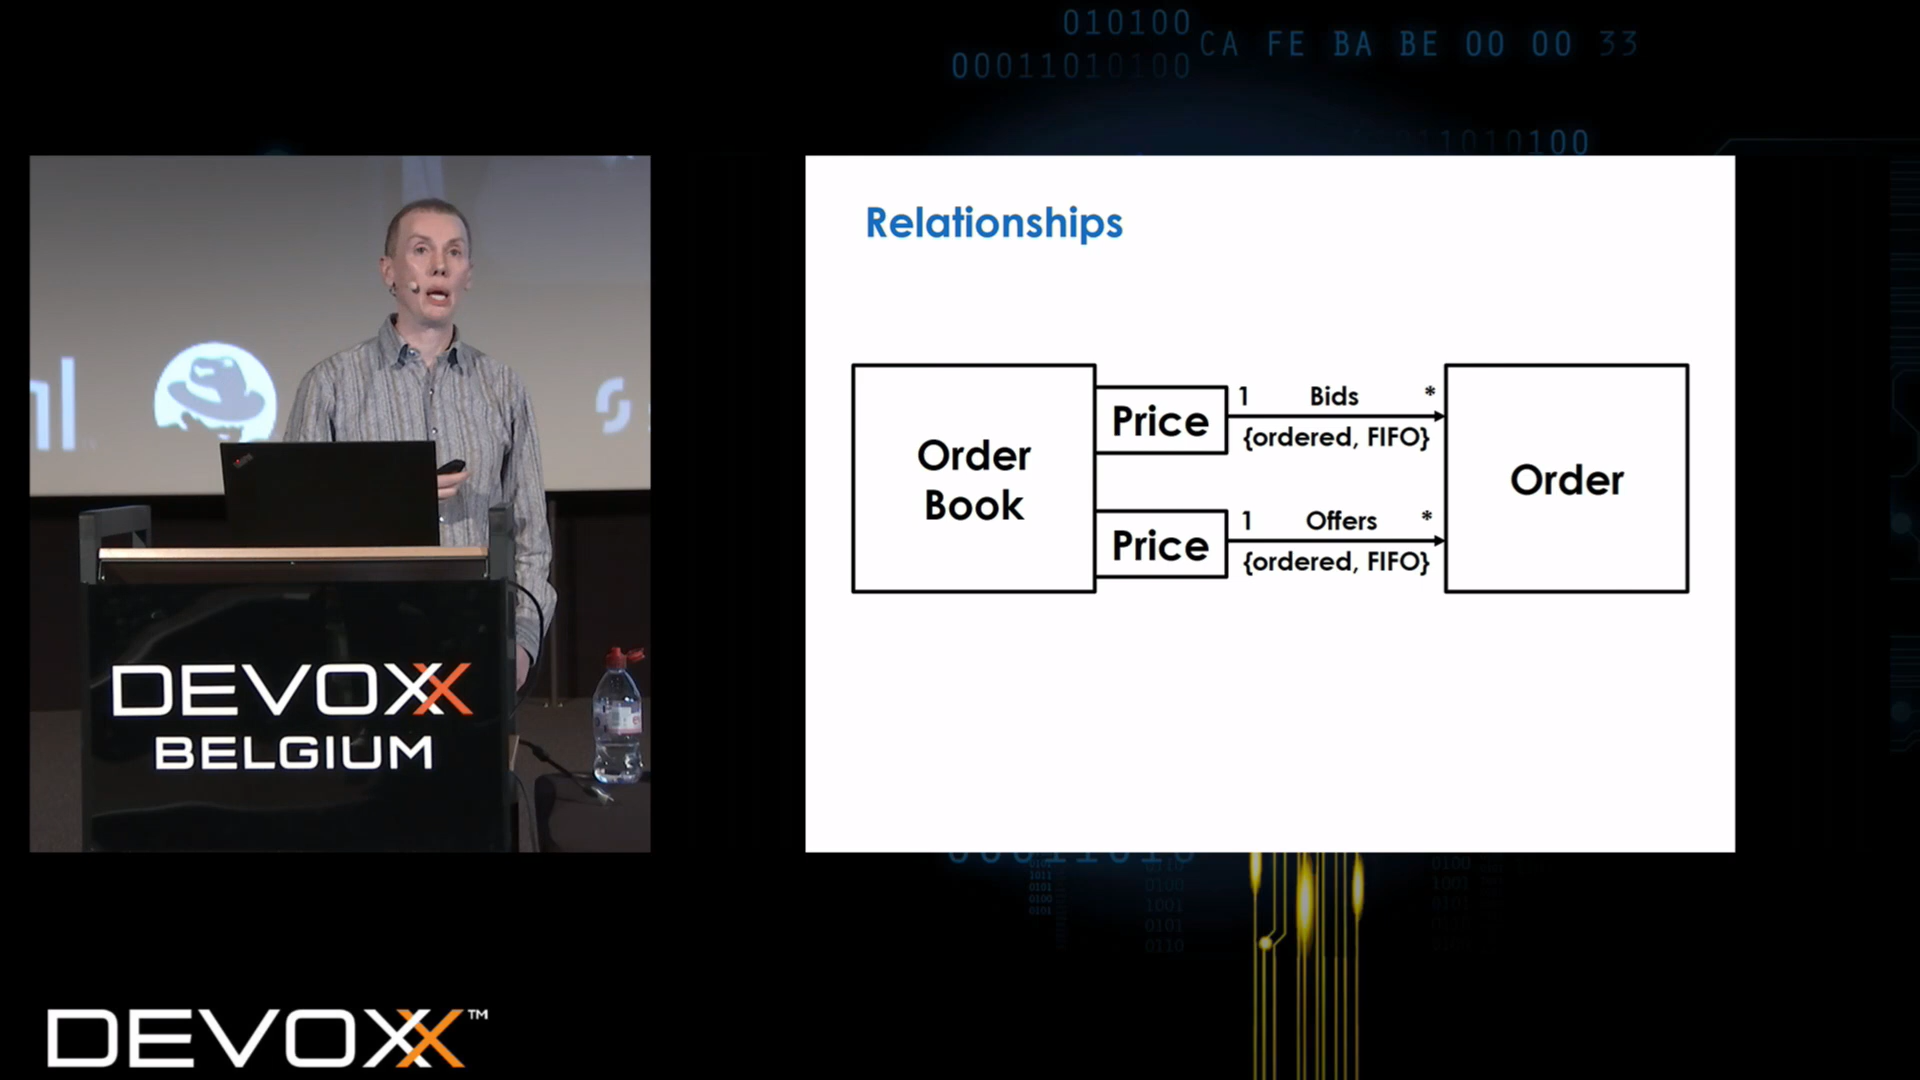 010100
CA FE BA BE 00 00 33
00011010100
11010100
Relationships
Order
Book
Price
1 Bids *
{ordered, FIFO}
Price
1 Offers *
{ordered, FIFO}
Order
DEVOXX
BELGIUM
DEVOXX™